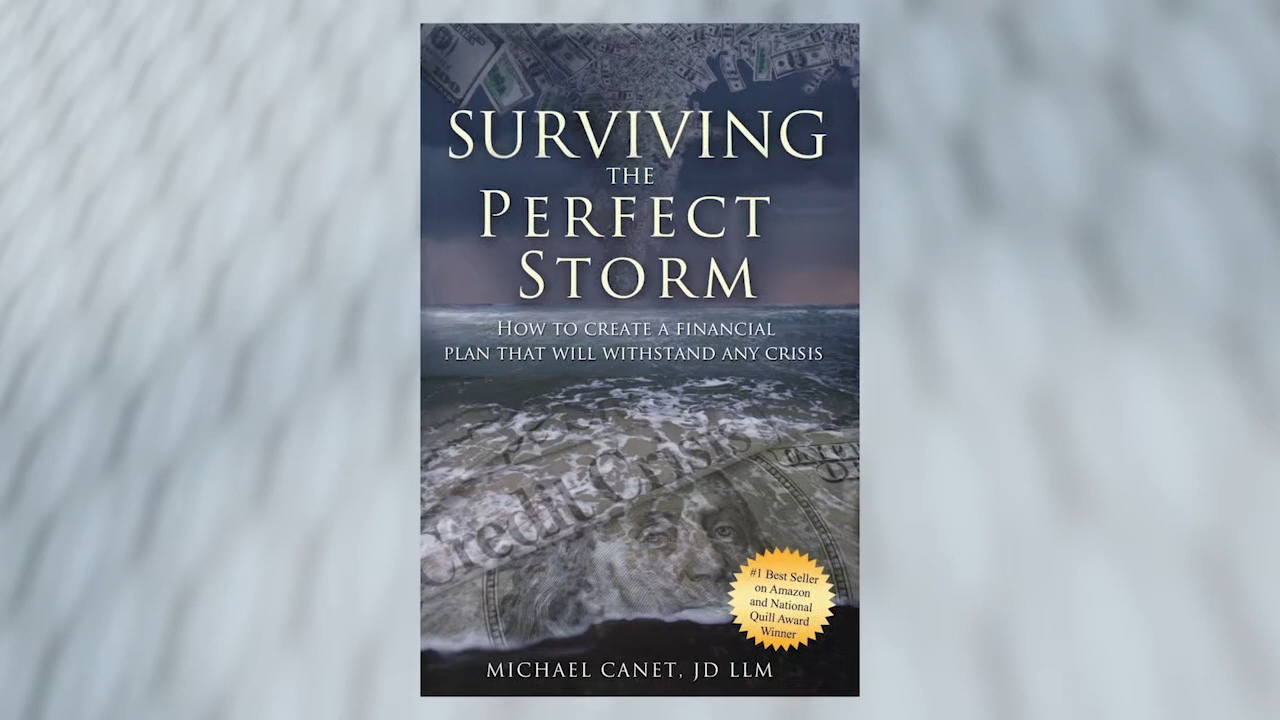 SURVIVING
THE
PERFECT
STORM
HOW TO CREATE A FINANCIAL
PLAN THAT WILL WITHSTAND ANY CRISIS
Credit Crisis
#1 Best Seller
on Amazon
and National
Quill Award
Winner
MICHAEL CANET, JD LLM